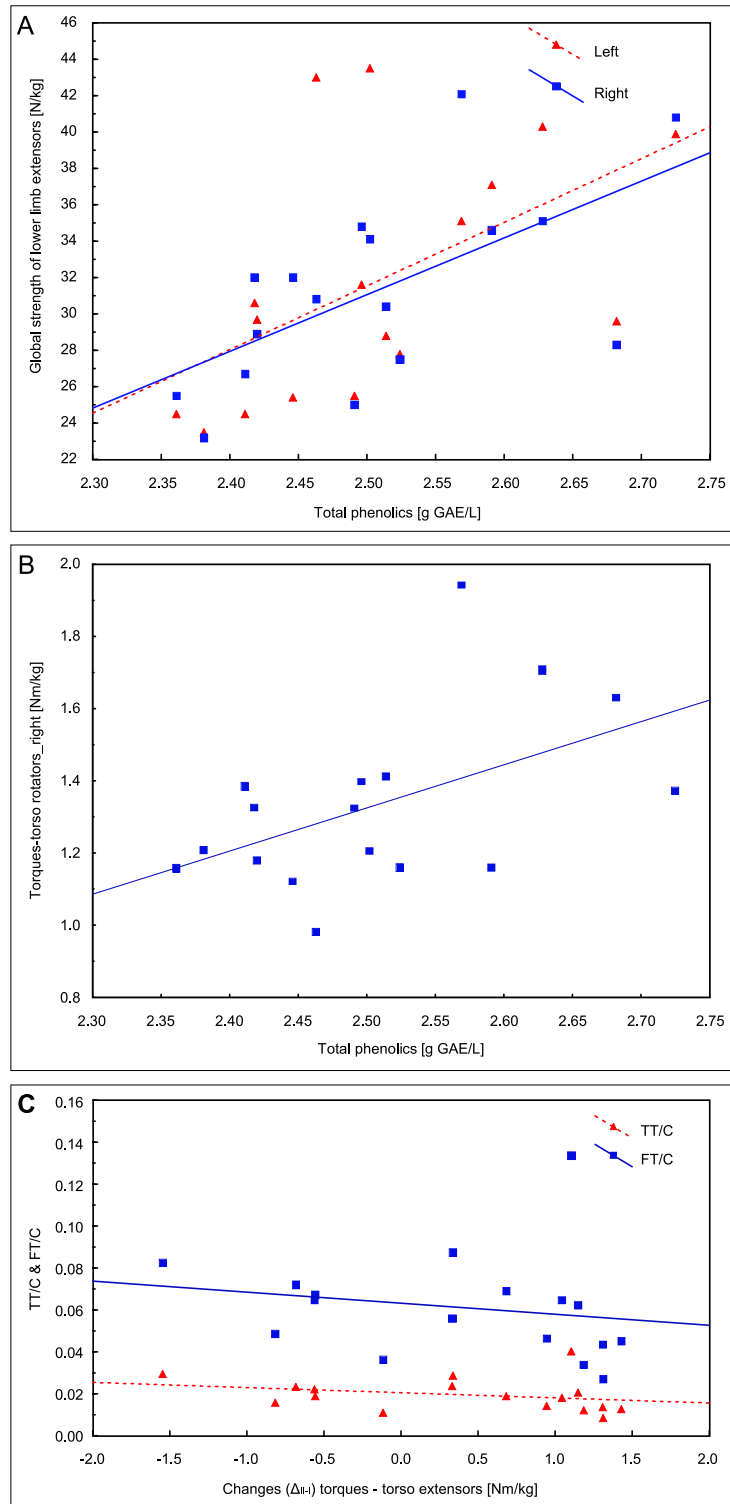 A
46
44
42
40
38
36
34
32
30
28
26
24
22
Global strength of lower limb extensors [N/kg]
Left
Right
2.30 2.35 2.40 2.45 2.50 2.55 2.60 2.65 2.70 2.75
Total phenolics [g GAE/L]
B
2.0
1.8
1.6
1.4
1.2
1.0
0.8
Torques-torso rotators_right [Nm/kg]
2.30 2.35 2.40 2.45 2.50 2.55 2.60 2.65 2.70 2.75
Total phenolics [g GAE/L]
C
0.16
0.14
0.12
0.10
0.08
0.06
0.04
0.02
0.00
TT/C & FT/C
TT/C
FT/C
-2.0 -1.5 -1.0 -0.5 0.0 0.5 1.0 1.5 2.0
Changes (ΔII-I) torques - torso extensors [Nm/kg]